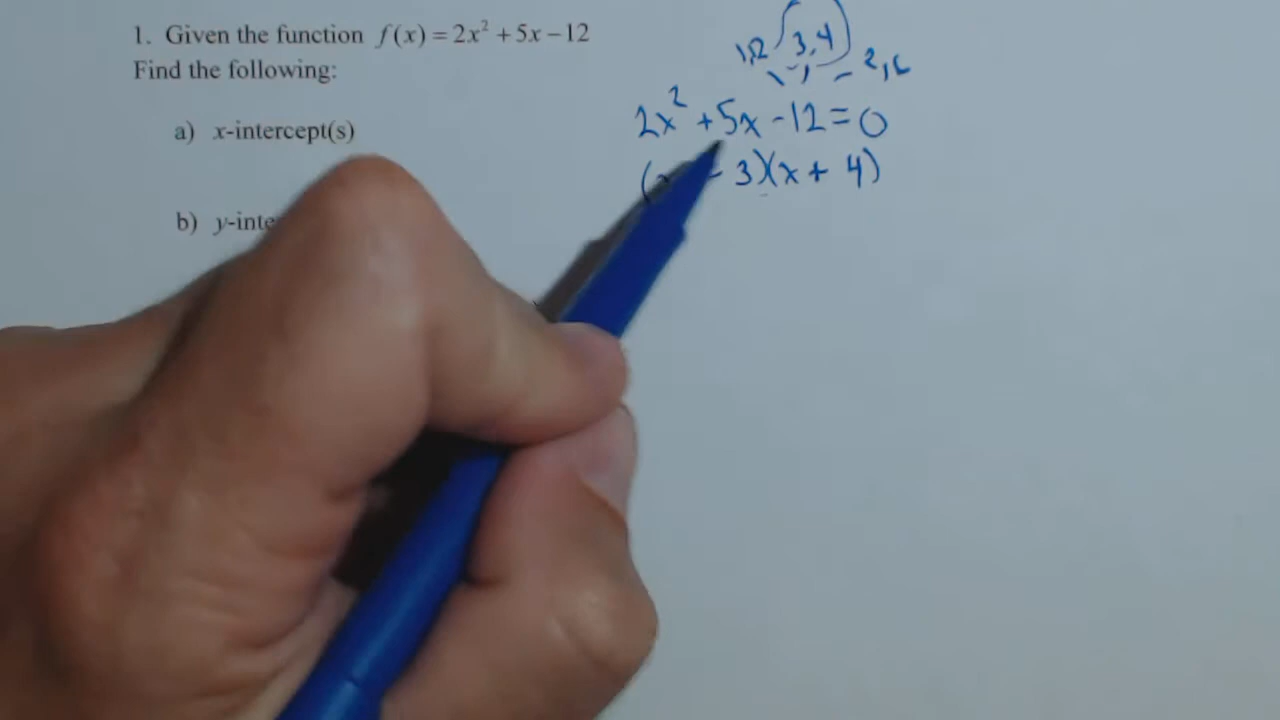 1. Given the function f(x) = 2x² + 5x − 12
Find the following:
a) x-intercept(s)
b)
1,12 3,4 2,6
2x² + 5x - 12 = 0
( - 3)(x + 4)